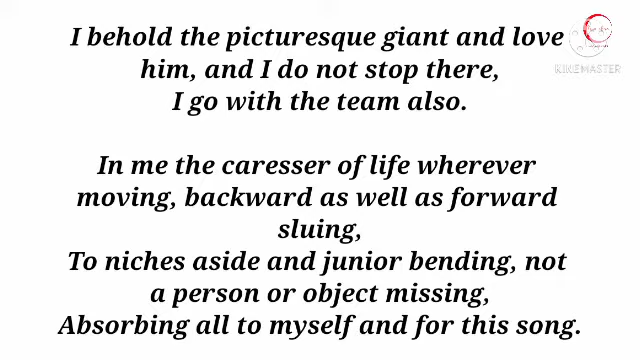 I behold the picturesque giant and love
him, and I do not stop there,
I go with the team also.
In me the caresser of life wherever
moving, backward as well as forward
sluing,
To niches aside and junior bending, not
a person or object missing,
Absorbing all to myself and for this song.
KINEMASTER